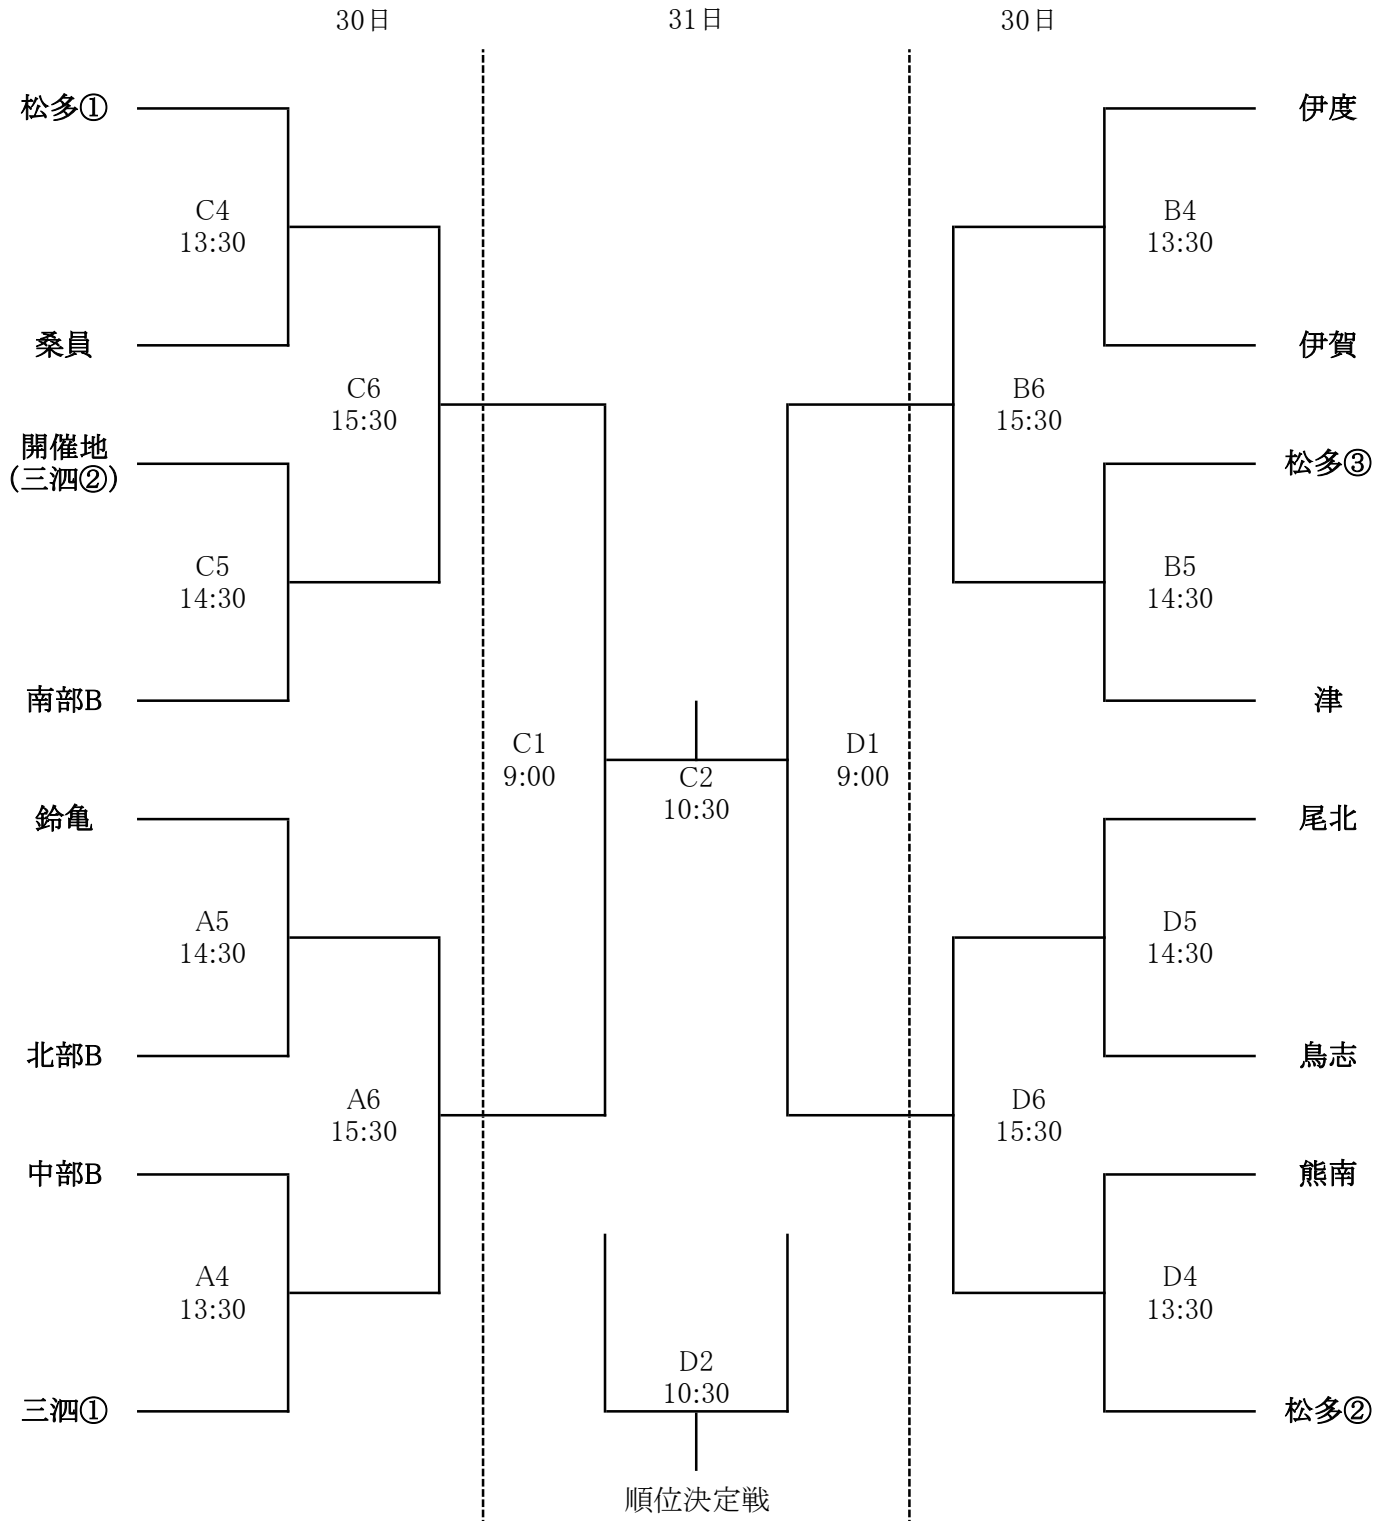 30日
31日
30日
松多①
伊度
C4
13:30
B4
13:30
桑員
伊賀
C6
15:30
B6
15:30
開催地
(三泗②)
松多③
C5
14:30
B5
14:30
南部B
津
C1
9:00
C2
10:30
D1
9:00
鈴亀
尾北
A5
14:30
D5
14:30
北部B
鳥志
A6
15:30
D6
15:30
中部B
熊南
A4
13:30
D4
13:30
D2
10:30
三泗①
松多②
順位決定戦